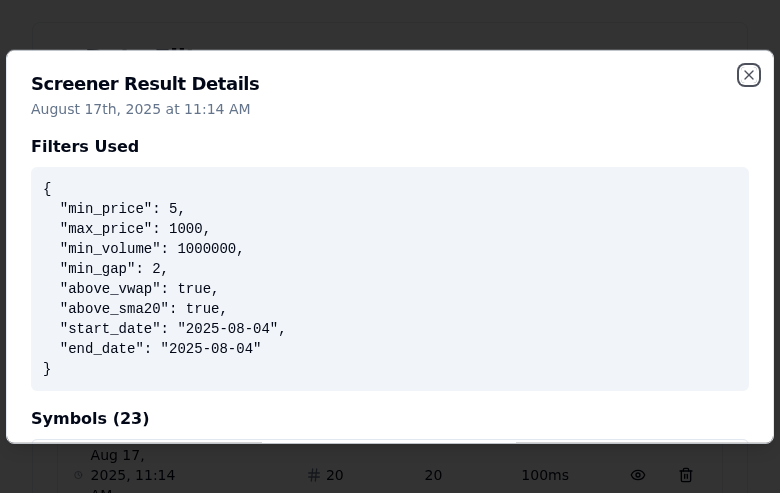 Screener Result Details
August 17th, 2025 at 11:14 AM
Filters Used
{
  "min_price": 5,
  "max_price": 1000,
  "min_volume": 1000000,
  "min_gap": 2,
  "above_vwap": true,
  "above_sma20": true,
  "start_date": "2025-08-04",
  "end_date": "2025-08-04"
}
Symbols (23)
Aug 17,
2025, 11:14 # 20 20 100ms